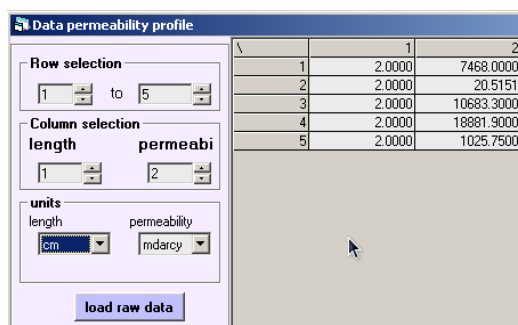 Data permeability profile
Row selection
1 to 5
Column selection
length permeabi
1 2
units
length permeability
cm mdarcy
load raw data
\ 1 2
1 2.0000 7468.0000
2 2.0000 20.5151
3 2.0000 10683.3000
4 2.0000 18881.9000
5 2.0000 1025.7500